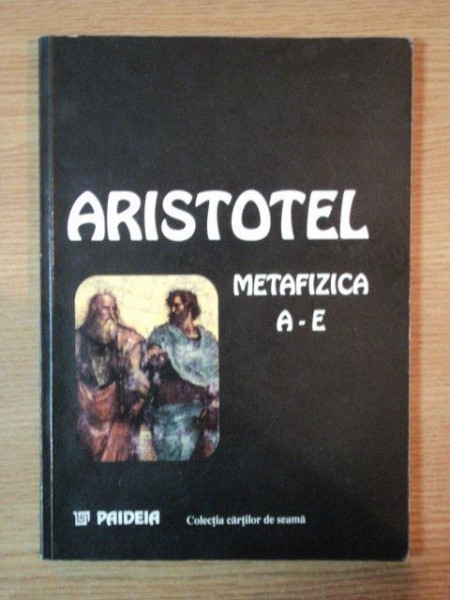 ARISTOTEL
METAFIZICA
A - E
PAIDEIA
Colecția cărților de seamă